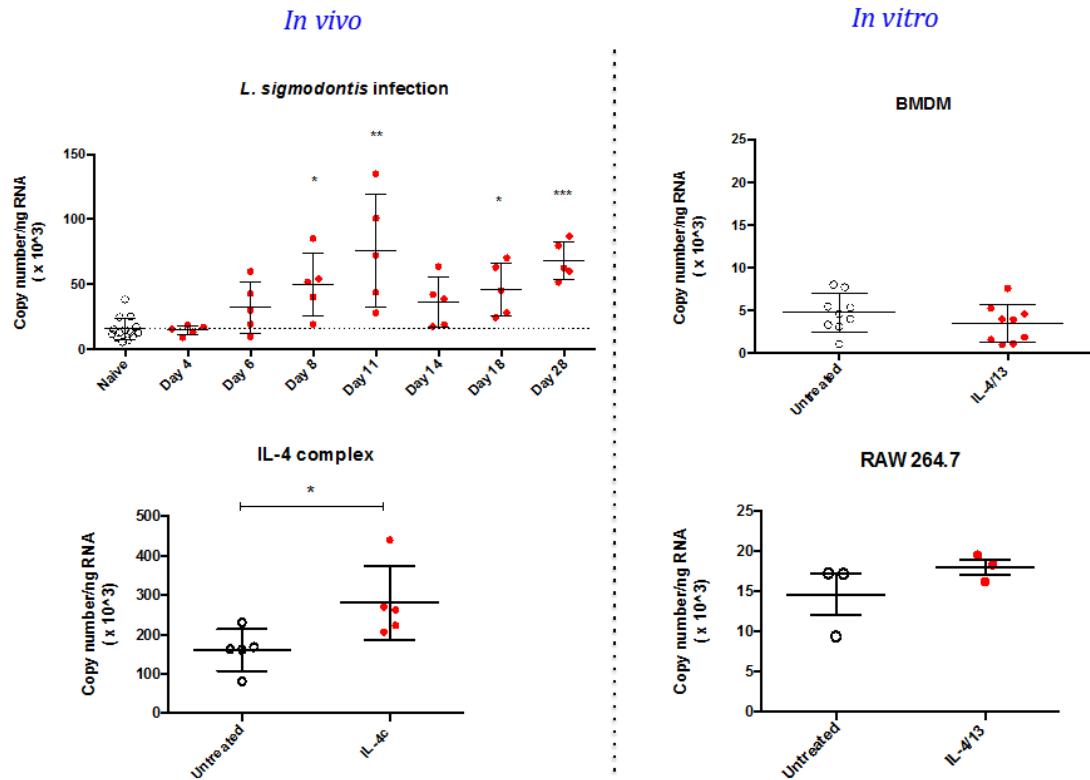 In vivo
In vitro
L. sigmodontis infection
**
*
*
***
Copy number/ng RNA
( x 10^3)
150
100
50
0
Naive
Day 4
Day 6
Day 8
Day 11
Day 14
Day 18
Day 28
BMDM
Copy number/ng RNA
( x 10^3)
25
20
15
10
5
0
Untreated
IL-4/13
IL-4 complex
*
Copy number/ng RNA
( x 10^3)
500
400
300
200
100
0
Untreated
IL-4c
RAW 264.7
Copy number/ng RNA
( x 10^3)
25
20
15
10
5
0
Untreated
IL-4/13